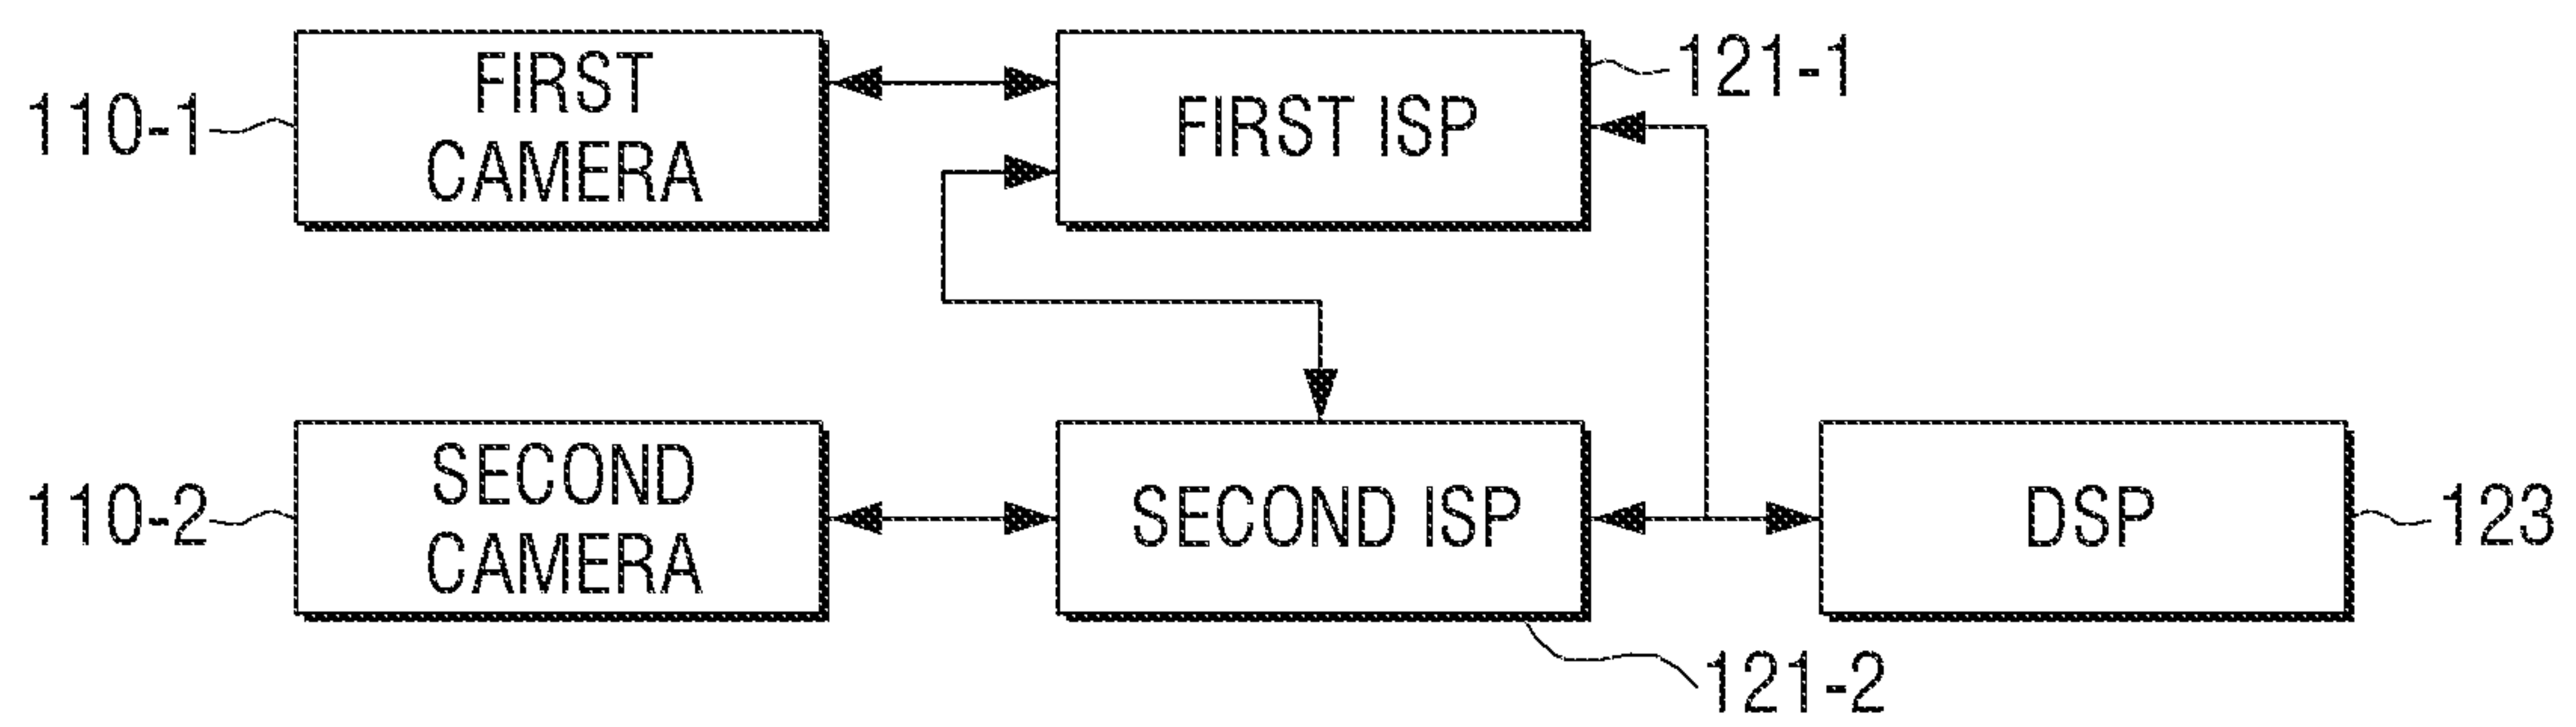 FIRST
CAMERA
110-1
FIRST ISP
121-1
SECOND
CAMERA
110-2
SECOND ISP
121-2
DSP
123